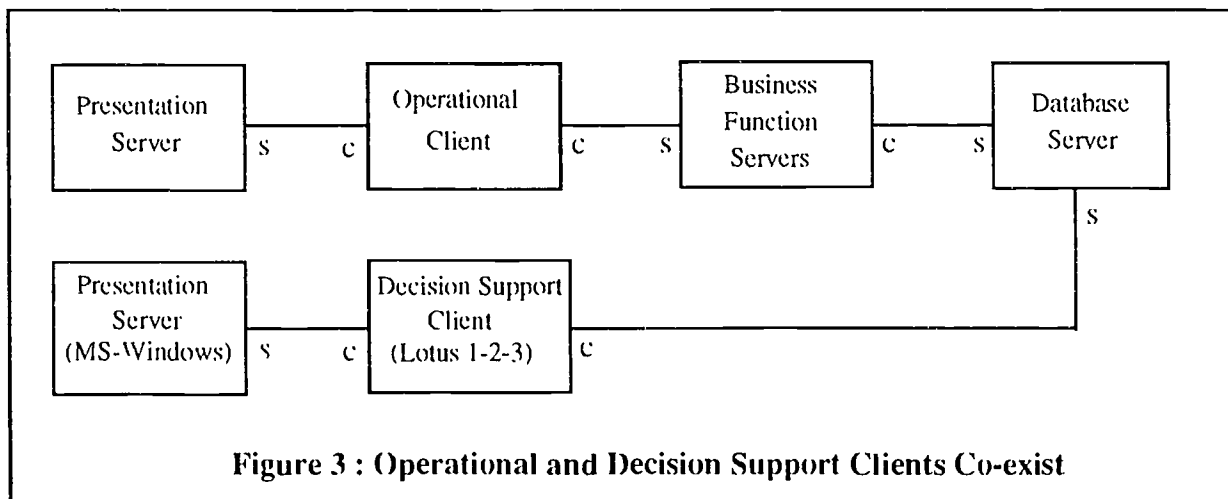 Presentation
Server
s
c
Operational
Client
c
s
Business
Function
Servers
c
s
Database
Server
s
Presentation
Server
(MS-Windows)
s
c
Decision Support
Client
(Lotus 1-2-3)
c
Figure 3 : Operational and Decision Support Clients Co-exist